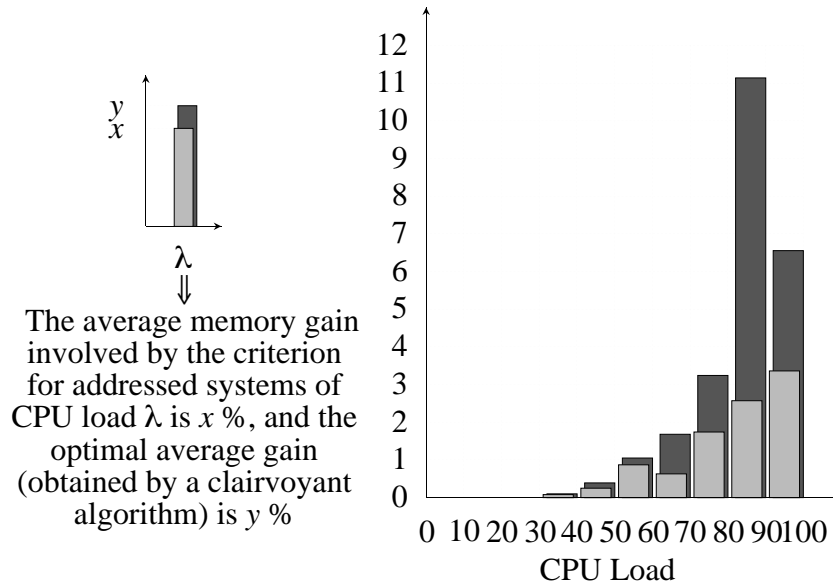 y
x
λ
⇓
The average memory gain
involved by the criterion
for addressed systems of
CPU load λ is x %, and the
optimal average gain
(obtained by a clairvoyant
algorithm) is y %
12
11
10
9
8
7
6
5
4
3
2
1
0
0 10 20 30 40 50 60 70 80 90 100
CPU Load